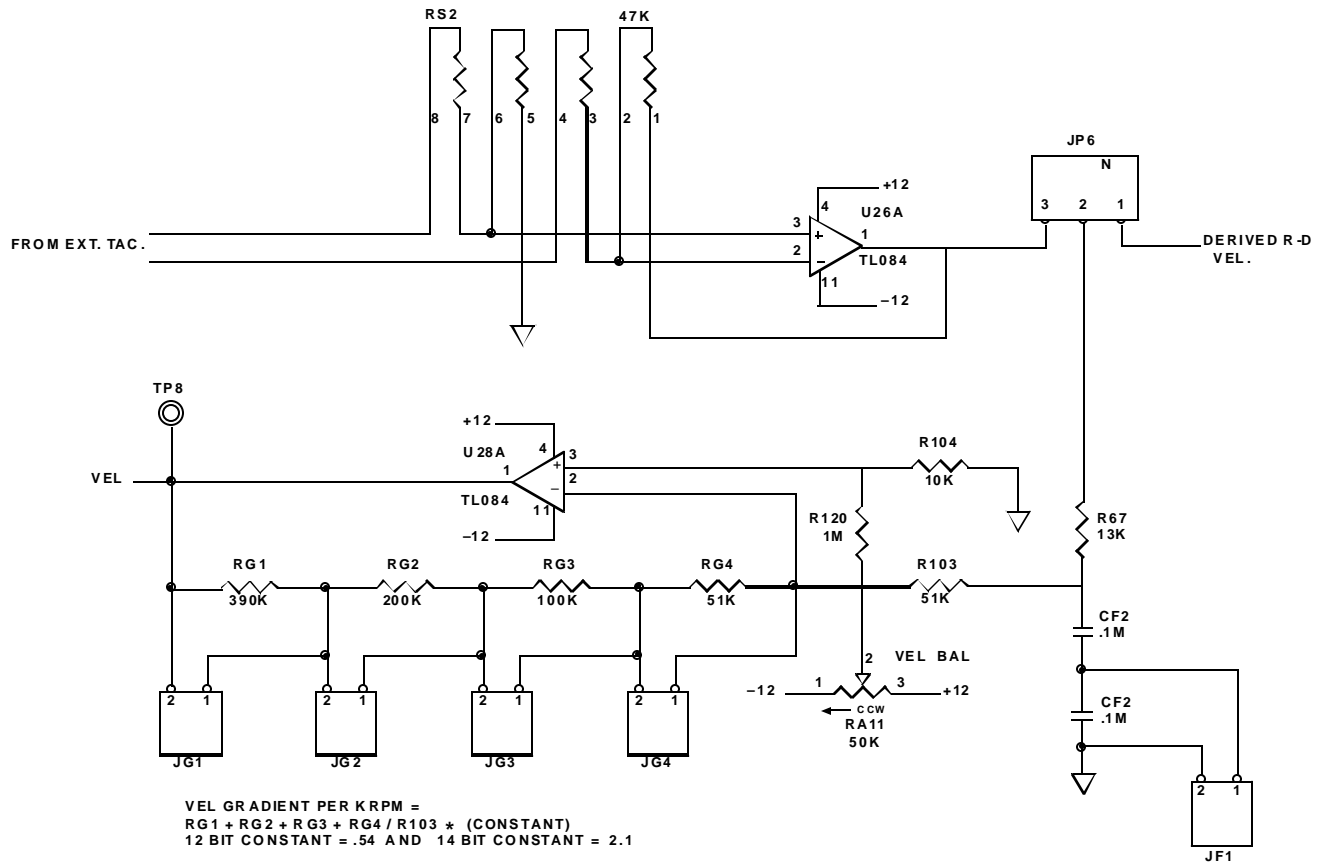 RS2
47K
8 7 6 5 4 3 2 1
JP6
N
3 2 1
+12
4
U26A
3
1
FROM EXT. TAC.
+
2
–
TL084
11
–12
DERIVED R-D
VEL.
TP8
+12
U28A
4
3
+
1
2
–
TL084
11
–12
VEL
R104
10K
R120
1M
R67
13K
RG1
390K
RG2
200K
RG3
100K
RG4
51K
R103
51K
CF2
.1M
2
VEL BAL
–12
1
3
+12
CCW
RA11
50K
CF2
.1M
2 1
JG1
2 1
JG2
2 1
JG3
2 1
JG4
2 1
JF1
VEL GRADIENT PER KRPM =
RG1 + RG2 + RG3 + RG4 / R103 * (CONSTANT)
12 BIT CONSTANT = .54 AND 14 BIT CONSTANT = 2.1